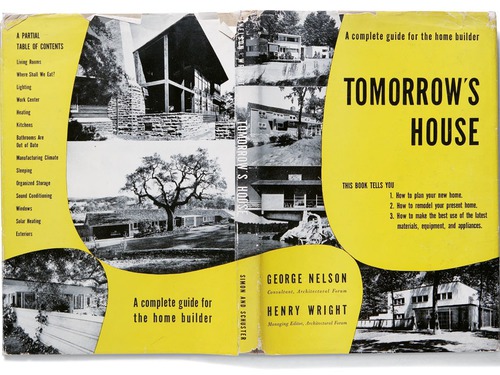 A PARTIAL
TABLE OF CONTENTS
Living Rooms
Where Shall We Eat?
Lighting
Work Center
Heating
Kitchens
Bathrooms Are
Out of Date
Manufacturing Climate
Sleeping
Organized Storage
Sound Conditioning
Windows
Solar Heating
Exteriors
A complete guide for
the home builder
TOMORROW'S HOUSE
SIMON AND SCHUSTER
A complete guide for the home builder
TOMORROW'S
HOUSE
THIS BOOK TELLS YOU
1. How to plan your new home.
2. How to remodel your present home.
3. How to make the best use of the latest
materials, equipment, and appliances.
GEORGE NELSON
Consultant, Architectural Forum
HENRY WRIGHT
Managing Editor, Architectural Forum